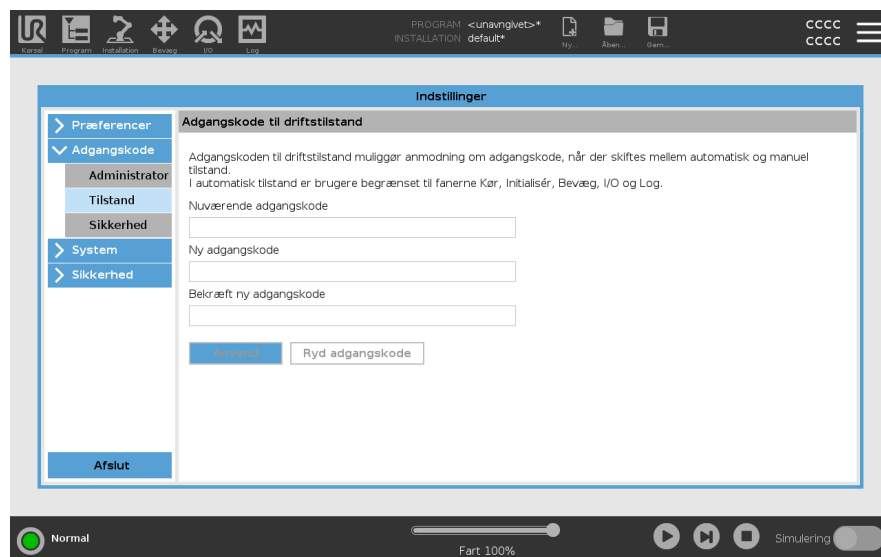 PROGRAM <unavngivet>*
INSTALLATION default*
CCCC
CCCC
Kørsel Program Installation Bevæg I/O Log Ny... Åben... Gem...
Indstillinger
Præferencer
Adgangskode
Administrator
Tilstand
Sikkerhed
System
Sikkerhed
Afslut
Adgangskode til driftstilstand
Adgangskoden til driftstilstand muliggør anmodning om adgangskode, når der skiftes mellem automatisk og manuel
tilstand.
I automatisk tilstand er brugere begrænset til fanerne Kør, Initialisér, Bevæg, I/O og Log.
Nuværende adgangskode
Ny adgangskode
Bekræft ny adgangskode
Anvend Ryd adgangskode
Normal
Fart 100%
Simulering